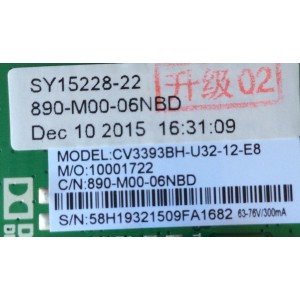 SY15228-22
升级02
890-M00-06NBD
Dec 10 2015 16:31:09
MODEL:CV3393BH-U32-12-E8
M/O:10001722
C/N:890-M00-06NBD
S/N:58H19321509FA1682 63-76V/300mA